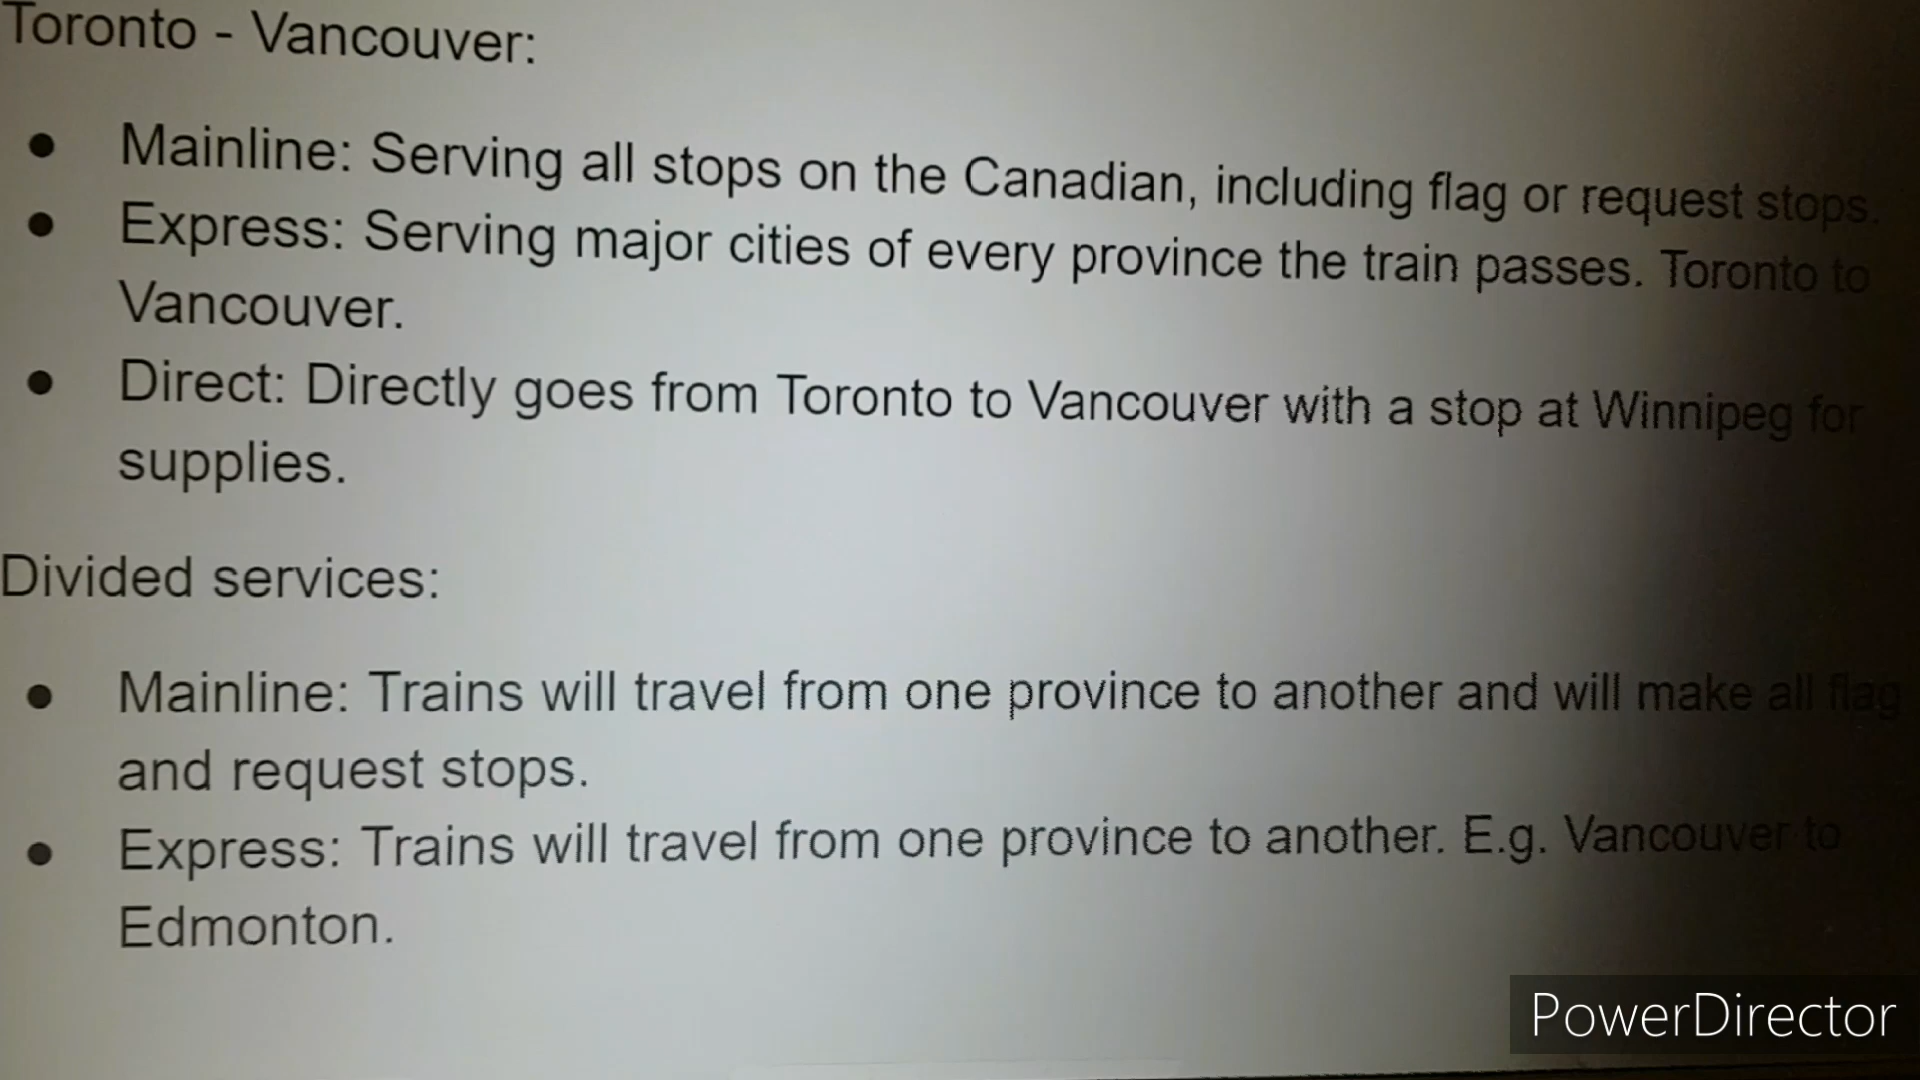 Toronto - Vancouver:
● Mainline: Serving all stops on the Canadian, including flag or request stops.
● Express: Serving major cities of every province the train passes. Toronto to
Vancouver.
● Direct: Directly goes from Toronto to Vancouver with a stop at Winnipeg for
supplies.
Divided services:
● Mainline: Trains will travel from one province to another and will make all flag
and request stops.
● Express: Trains will travel from one province to another. E.g. Vancouver to
Edmonton.
PowerDirector